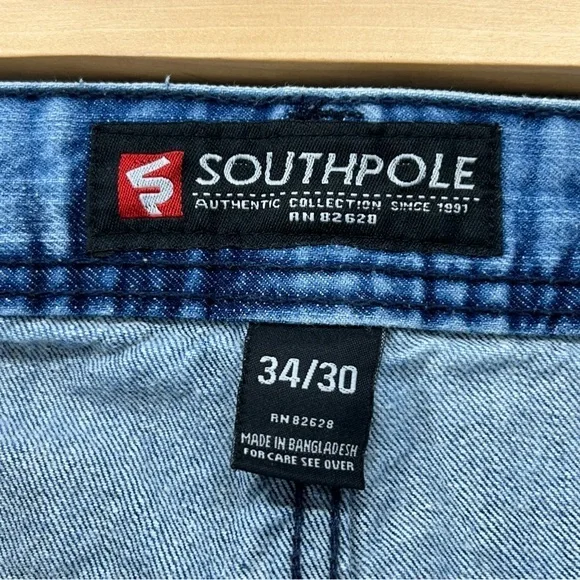 SOUTHPOLE
AUTHENTIC COLLECTION SINCE 1991
RN 82628
34/30
RN 82628
MADE IN BANGLADESH
FOR CARE SEE OVER